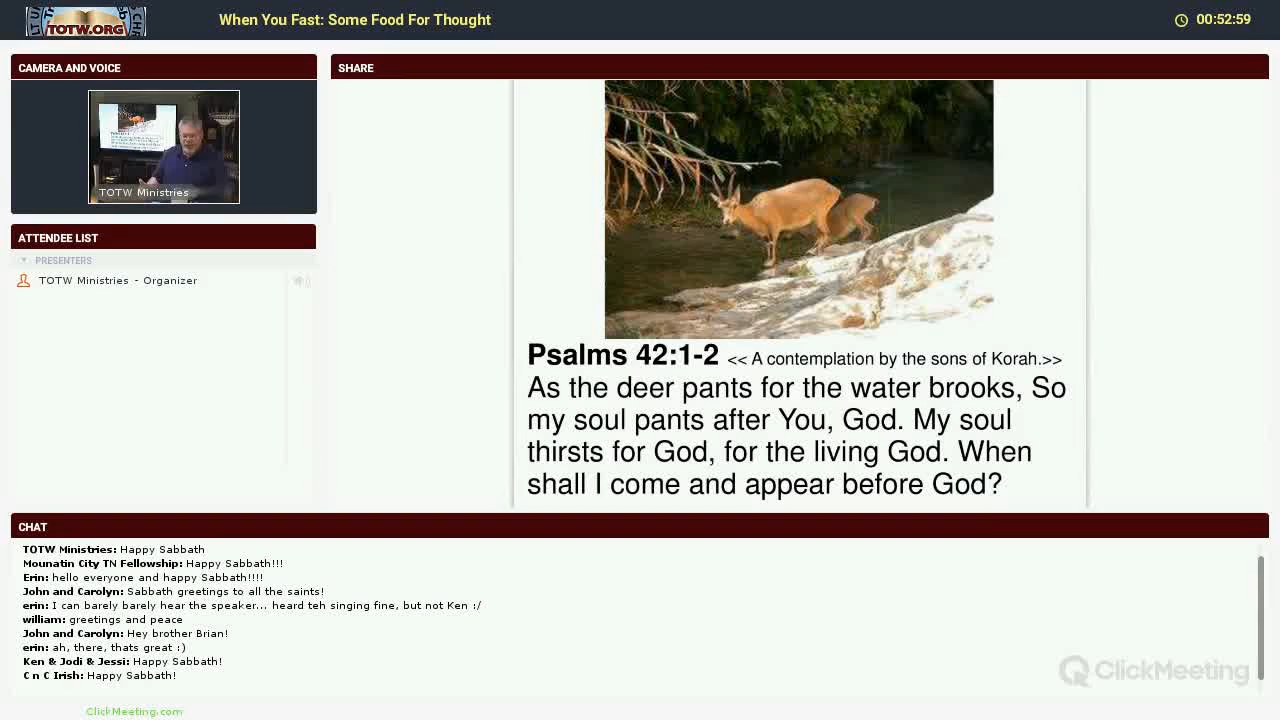 TOTW.ORG
When You Fast: Some Food For Thought
00:52:59
CAMERA AND VOICE
TOTW Ministries
ATTENDEE LIST
PRESENTERS
TOTW Ministries - Organizer
SHARE
Psalms 42:1-2 << A contemplation by the sons of Korah.>>
As the deer pants for the water brooks, So
my soul pants after You, God. My soul
thirsts for God, for the living God. When
shall I come and appear before God?
CHAT
TOTW Ministries: Happy Sabbath
Mounatin City TN Fellowship: Happy Sabbath!!!
Erin: hello everyone and happy Sabbath!!!!
John and Carolyn: Sabbath greetings to all the saints!
erin: I can barely barely hear the speaker... heard teh singing fine, but not Ken :/
william: greetings and peace
John and Carolyn: Hey brother Brian!
erin: ah, there, thats great :)
Ken & Jodi & Jessi: Happy Sabbath!
C n C Irish: Happy Sabbath!
ClickMeeting
ClickMeeting.com